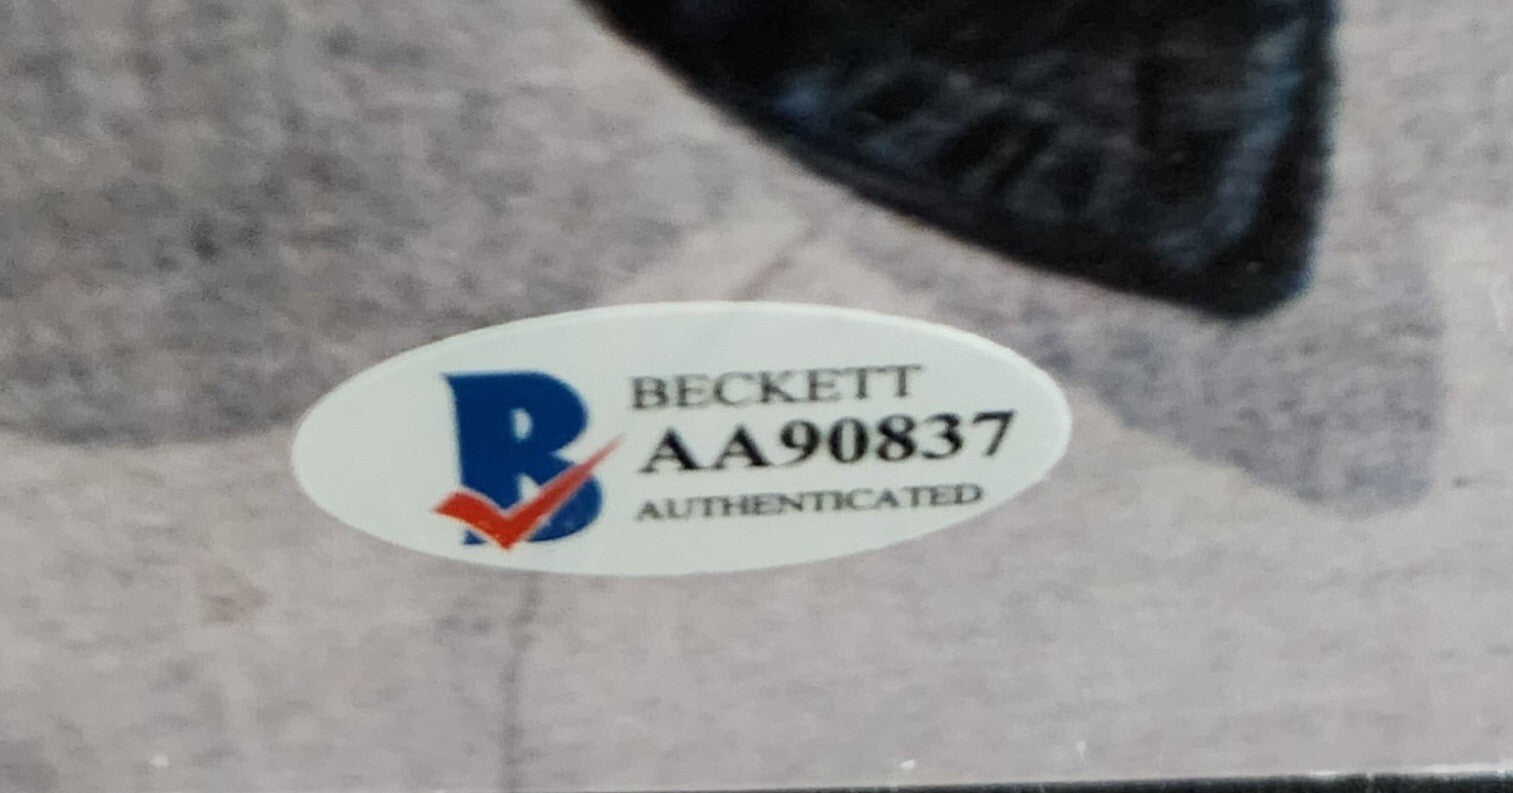 B
BECKETT
AA90837
AUTHENTICATED